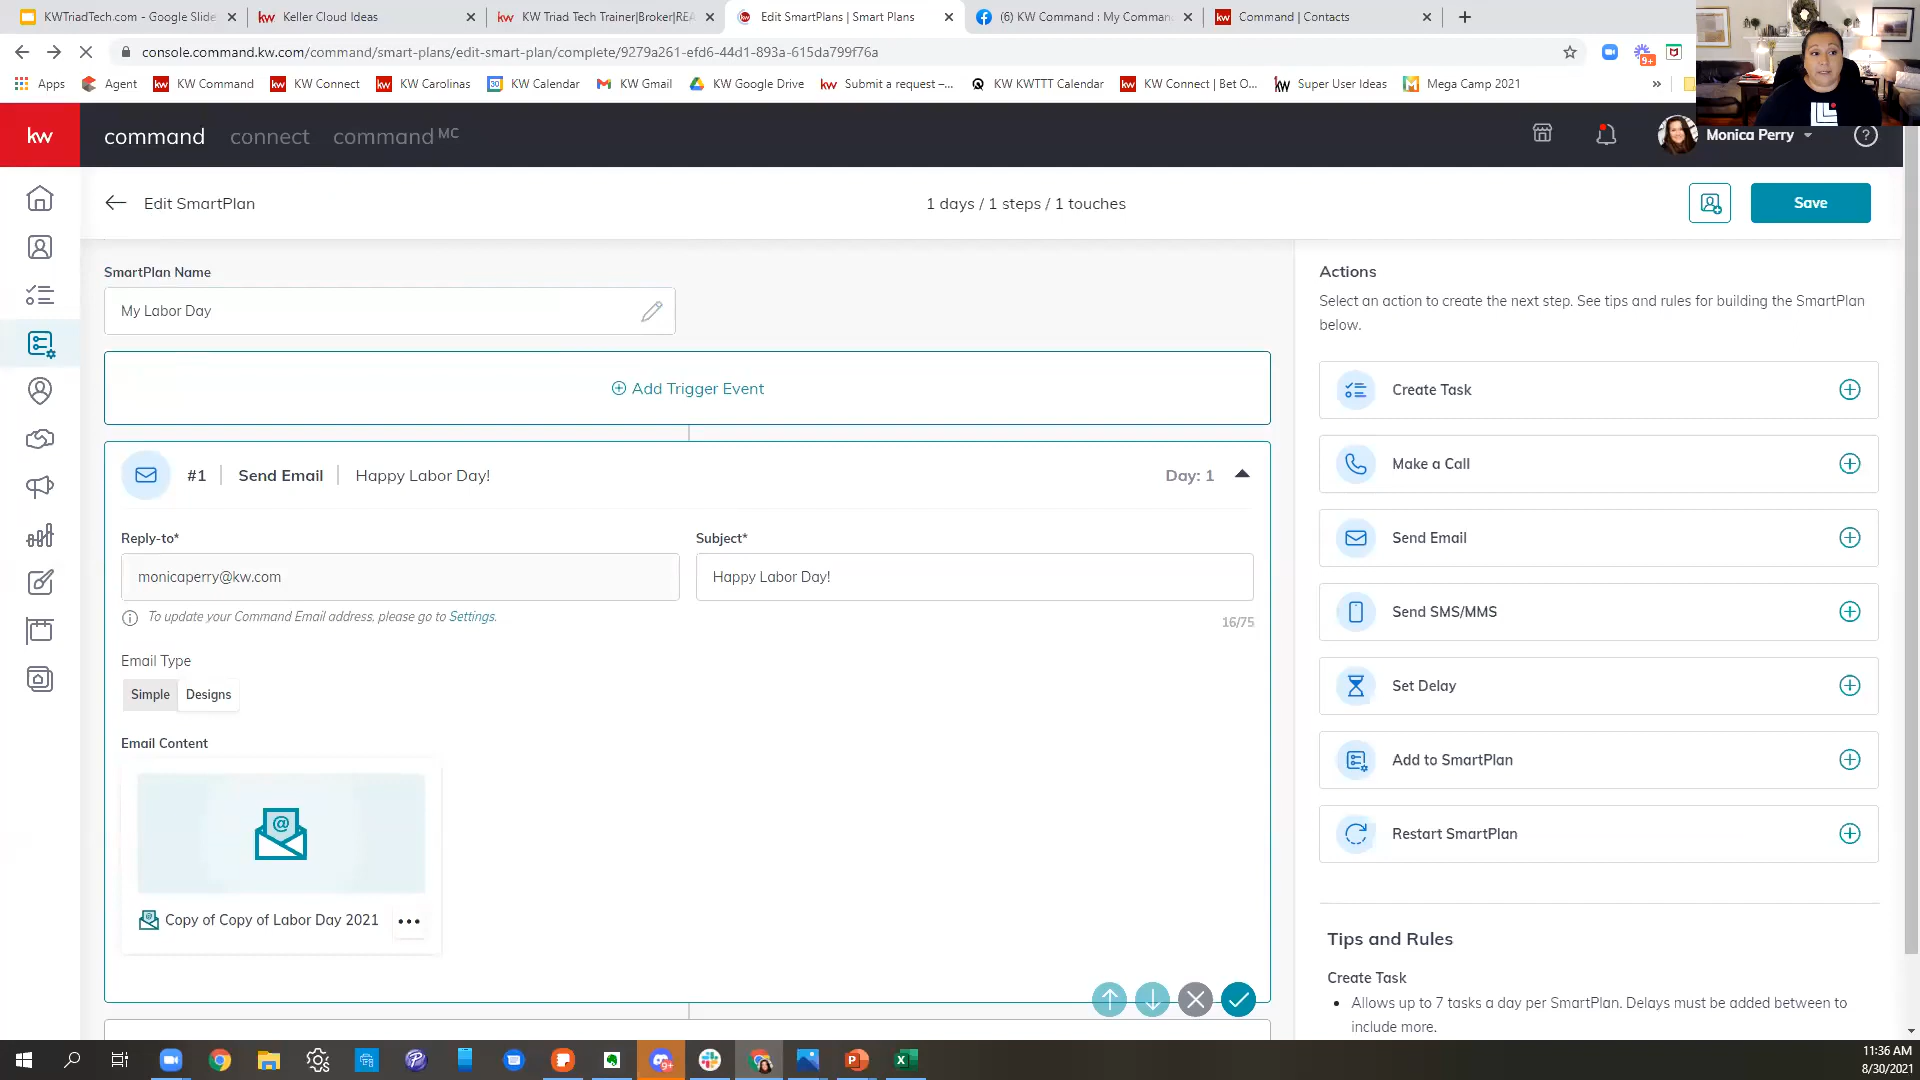 KWTriadTech.com - Google Slide
Keller Cloud Ideas
KW Triad Tech Trainer|Broker|REA
Edit SmartPlans | Smart Plans
(6) KW Command : My Comman
Command | Contacts
console.command.kw.com/command/smart-plans/edit-smart-plan/complete/9279a261-efd6-44d1-893a-615da799f76a
9+
Apps
Agent
kw KW Command
kw KW Connect
kw KW Carolinas
KW Calendar
KW Gmail
KW Google Drive
kw Submit a request –...
KW KWTTT Calendar
kw KW Connect | Bet O...
kw Super User Ideas
Mega Camp 2021
»
kw
command connect command MC
Monica Perry
Edit SmartPlan
1 days / 1 steps / 1 touches
Save
SmartPlan Name
My Labor Day
Add Trigger Event
#1 Send Email Happy Labor Day!
Day: 1
Reply-to*
monicaperry@kw.com
To update your Command Email address, please go to Settings.
Subject*
Happy Labor Day!
16/75
Email Type
Simple Designs
Email Content
Copy of Copy of Labor Day 2021
Actions
Select an action to create the next step. See tips and rules for building the SmartPlan
below.
Create Task
Make a Call
Send Email
Send SMS/MMS
Set Delay
Add to SmartPlan
Restart SmartPlan
Tips and Rules
Create Task
• Allows up to 7 tasks a day per SmartPlan. Delays must be added between to
include more.
9+
11:36 AM
8/30/2021